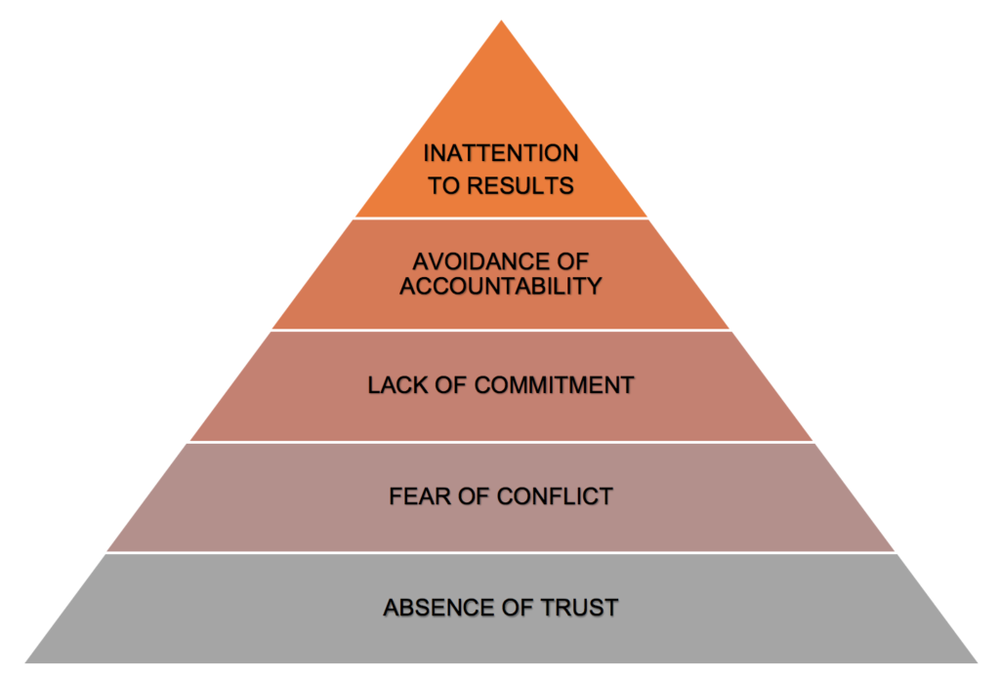 INATTENTION
TO RESULTS
AVOIDANCE OF
ACCOUNTABILITY
LACK OF COMMITMENT
FEAR OF CONFLICT
ABSENCE OF TRUST